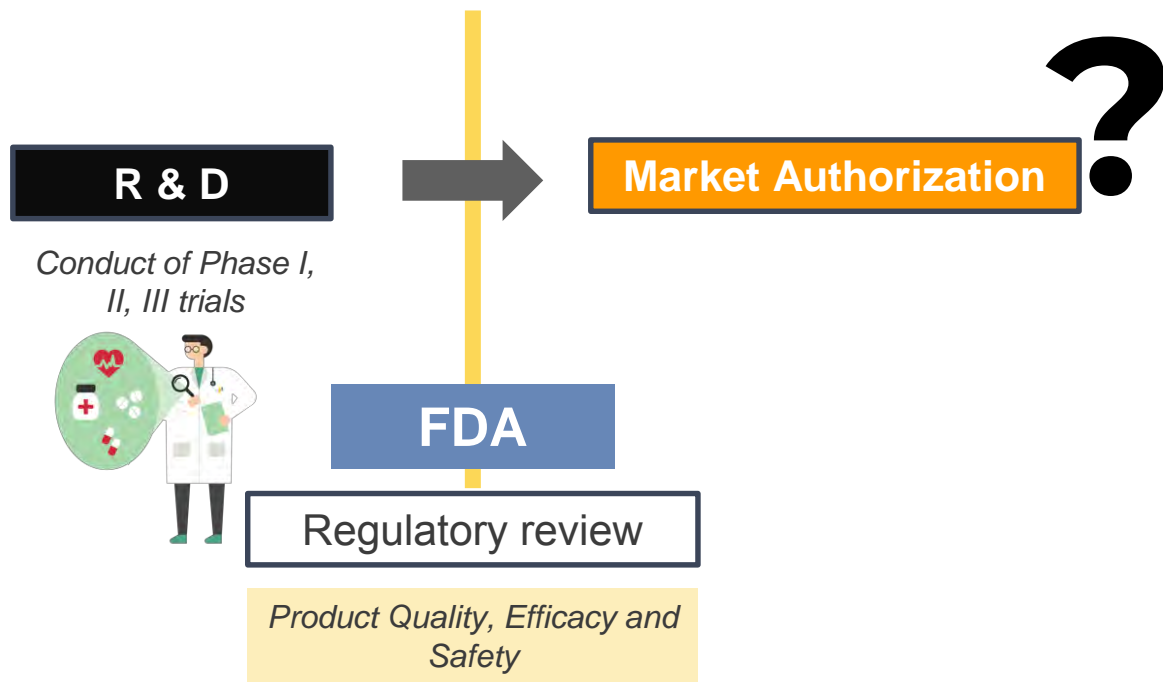 R & D
Market Authorization
?
Conduct of Phase I,
II, III trials
FDA
Regulatory review
Product Quality, Efficacy and
Safety